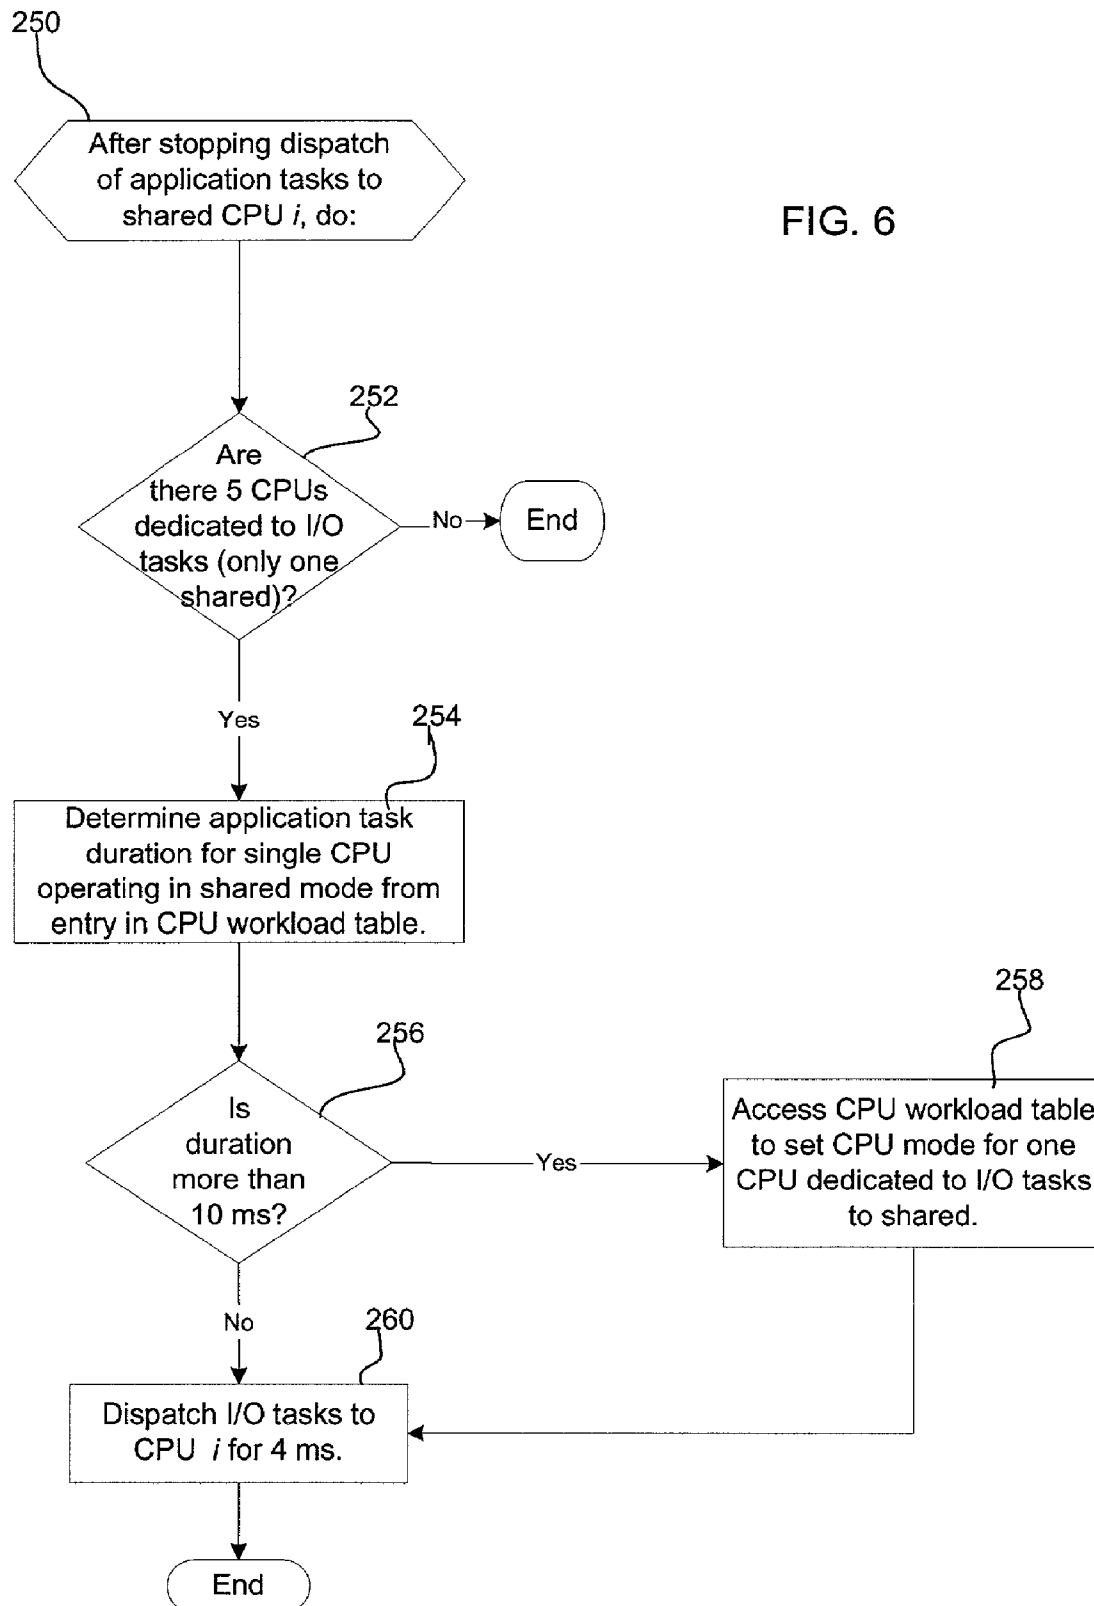 250
After stopping dispatch
of application tasks to
shared CPU i, do:
FIG. 6
252
Are
there 5 CPUs
dedicated to I/O
tasks (only one
shared)?
No
End
Yes
254
Determine application task
duration for single CPU
operating in shared mode from
entry in CPU workload table.
256
Is
duration
more than
10 ms?
Yes
258
Access CPU workload table
to set CPU mode for one
CPU dedicated to I/O tasks
to shared.
No
260
Dispatch I/O tasks to
CPU i for 4 ms.
End